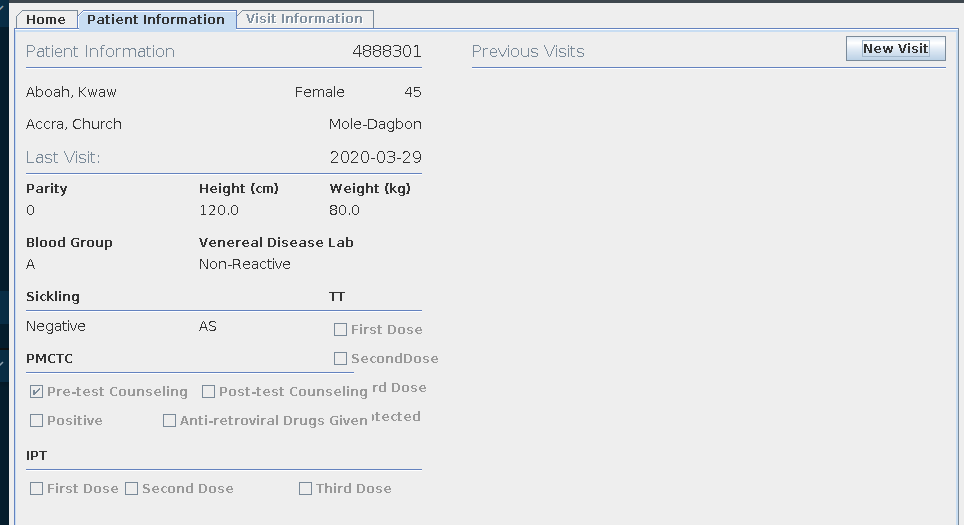 Home Patient Information Visit Information
Patient Information 4888301 Previous Visits New Visit
Aboah, Kwaw Female 45
Accra, Church Mole-Dagbon
Last Visit: 2020-03-29
Parity Height (cm) Weight (kg)
0 120.0 80.0
Blood Group Venereal Disease Lab
A Non-Reactive
Sickling TT
Negative AS First Dose
PMCTC SecondDose
Pre-test Counseling Post-test Counseling rd Dose
Positive Anti-retroviral Drugs Given tected
IPT
First Dose Second Dose Third Dose